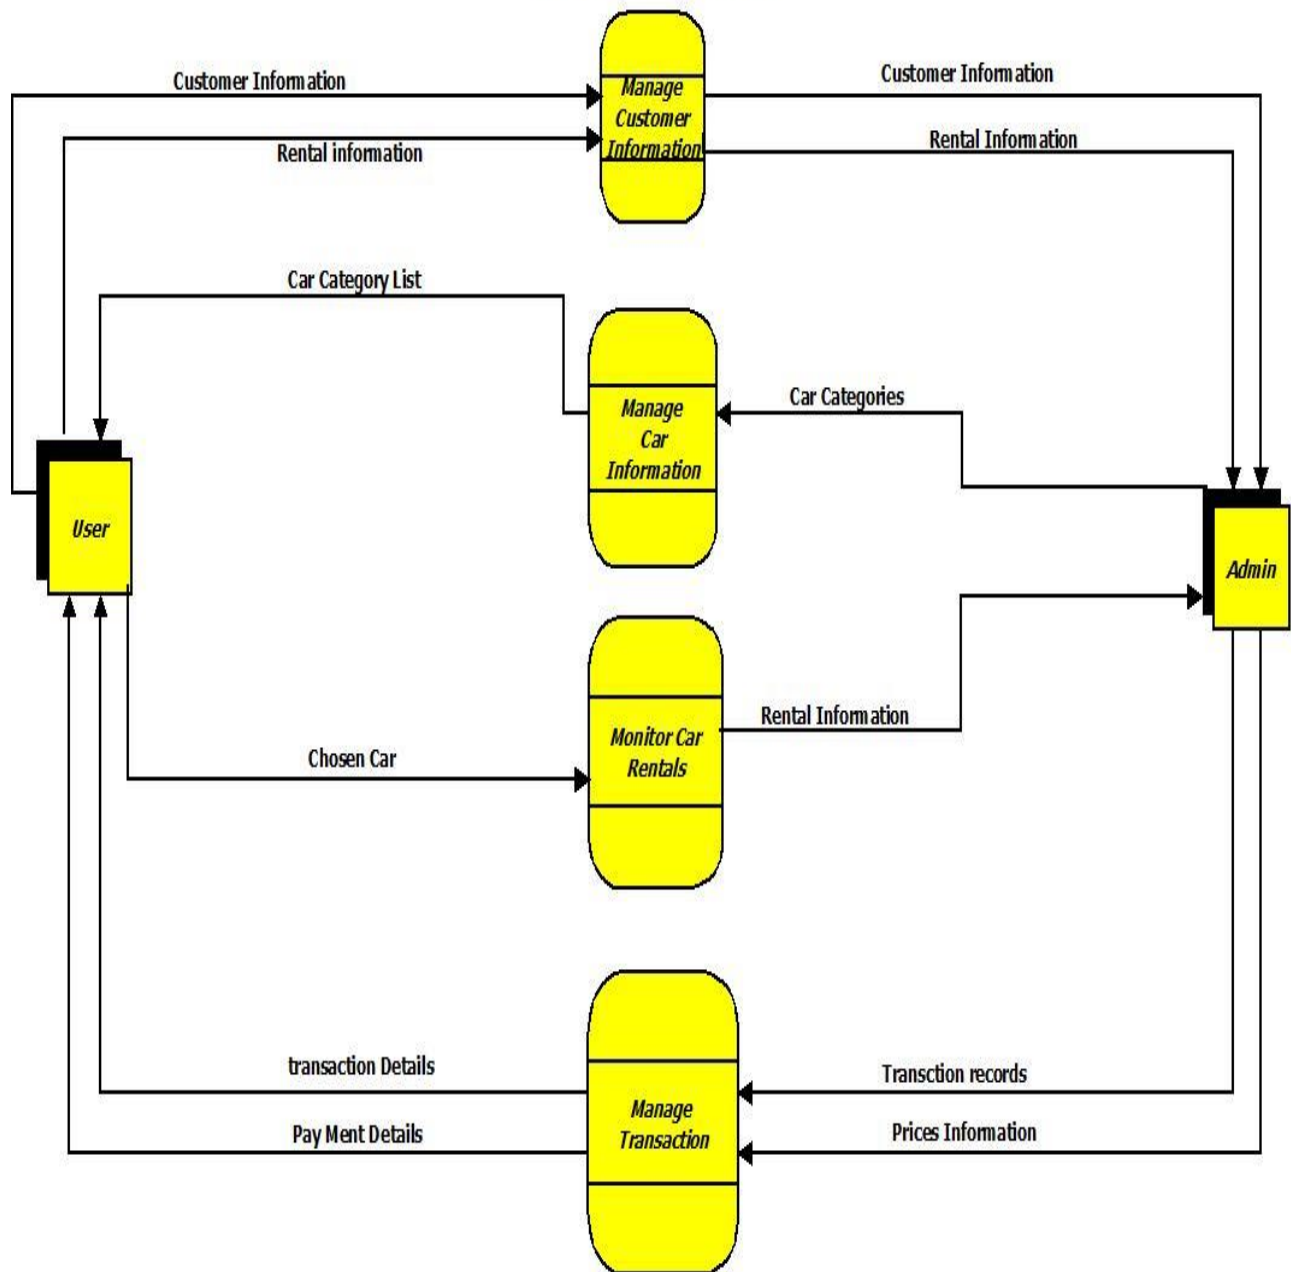 Customer Information
Customer Information
Manage
Customer
Information
Rental information
Rental Information
Car Category List
Car Categories
Manage
Car
Information
User
Admin
Rental Information
Monitor Car
Rentals
Chosen Car
transaction Details
Transction records
Manage
Transaction
Pay Ment Details
Prices Information